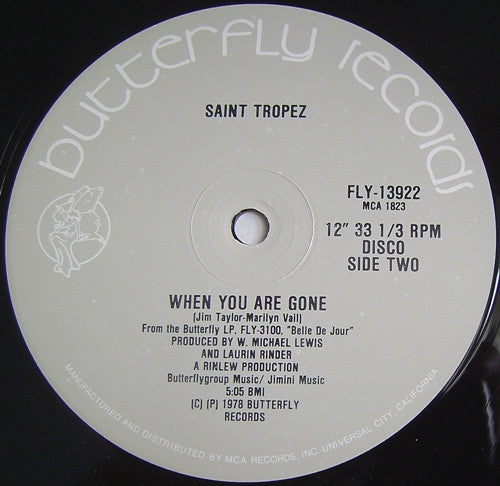 butterfly records
SAINT TROPEZ
FLY-13922
MCA 1823
12" 33 1/3 RPM
DISCO
SIDE TWO
WHEN YOU ARE GONE
(Jim Taylor-Marilyn Vail)
From the Butterfly LP, FLY-3100, "Belle De Jour"
PRODUCED BY W. MICHAEL LEWIS
AND LAURIN RINDER
A RINLEW PRODUCTION
Butterflygroup Music/ Jimini Music
5:05 BMI
(C) (P) 1978 BUTTERFLY
RECORDS
MANUFACTURED AND DISTRIBUTED BY MCA RECORDS, INC. UNIVERSAL CITY, CALIFORNIA